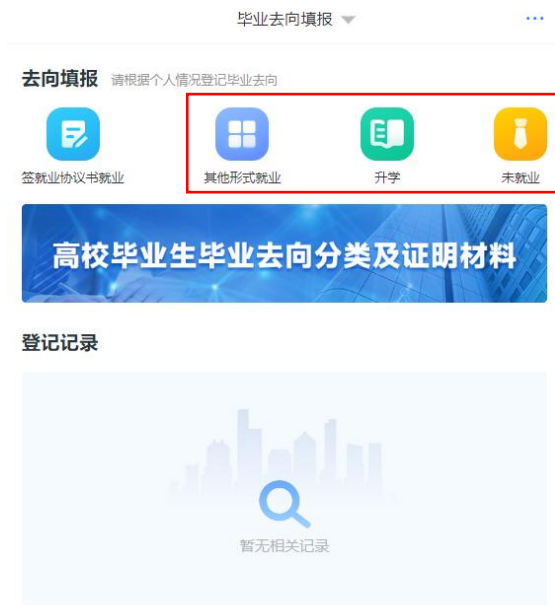 毕业去向填报
去向填报 请根据个人情况登记毕业去向
签就业协议书就业 其他形式就业 升学 未就业
高校毕业生毕业去向分类及证明材料
登记记录
暂无相关记录